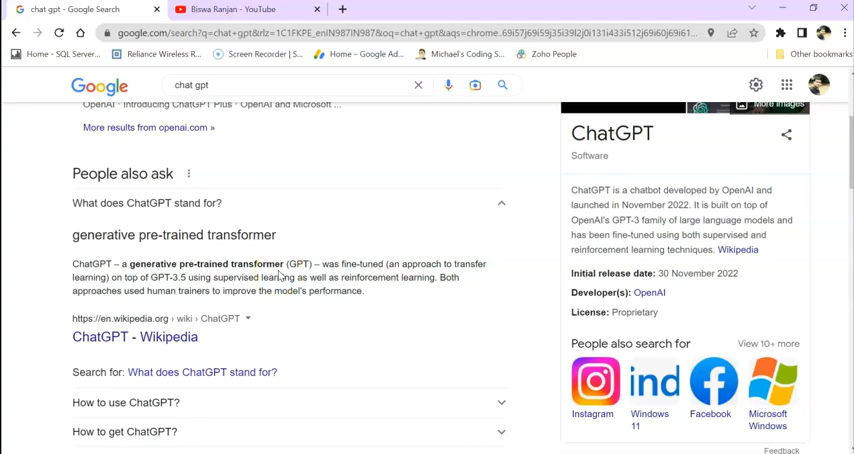 chat gpt - Google Search
Biswa Ranjan - YouTube
google.com/search?q=chat+gpt&rlz=1C1FKPE_enIN987IN987&oq=chat+gpt&aqs=chrome..69i57j69i59j35i39l2j0i131i433i512j69i60j69i61...
Home - SQL Server...
Reliance Wireless R...
Screen Recorder | S...
Home – Google Ad...
Michael's Coding S...
Zoho People
Other bookmarks
Google
chat gpt
OpenAI · Introducing ChatGPT Plus · OpenAI and Microsoft ...
More results from openai.com »
People also ask
What does ChatGPT stand for?
generative pre-trained transformer
ChatGPT – a generative pre-trained transformer (GPT) – was fine-tuned (an approach to transfer
learning) on top of GPT-3.5 using supervised learning as well as reinforcement learning. Both
approaches used human trainers to improve the model's performance.
https://en.wikipedia.org › wiki › ChatGPT
ChatGPT - Wikipedia
Search for: What does ChatGPT stand for?
How to use ChatGPT?
How to get ChatGPT?
More images
ChatGPT
Software
ChatGPT is a chatbot developed by OpenAI and
launched in November 2022. It is built on top of
OpenAI's GPT-3 family of large language models and
has been fine-tuned using both supervised and
reinforcement learning techniques. Wikipedia
Initial release date: 30 November 2022
Developer(s): OpenAI
License: Proprietary
People also search for
View 10+ more
ind
Instagram
Windows
11
Facebook
Microsoft
Windows
Feedback